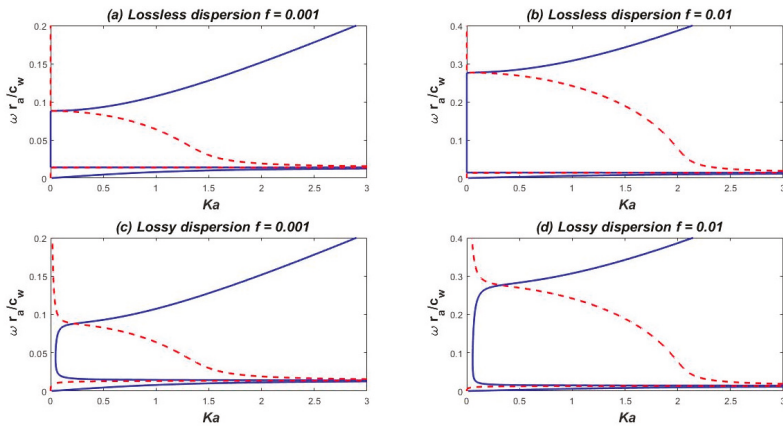 (a) Lossless dispersion f = 0.001
0.2
0.15
0.1
0.05
0
ω r_a/c_w
0 0.5 1 1.5 2 2.5 3
Ka
(b) Lossless dispersion f = 0.01
0.4
0.3
0.2
0.1
0
ω r_a/c_w
0 0.5 1 1.5 2 2.5 3
Ka
(c) Lossy dispersion f = 0.001
0.2
0.15
0.1
0.05
0
ω r_a/c_w
0 0.5 1 1.5 2 2.5 3
Ka
(d) Lossy dispersion f = 0.01
0.4
0.3
0.2
0.1
0
ω r_a/c_w
0 0.5 1 1.5 2 2.5 3
Ka